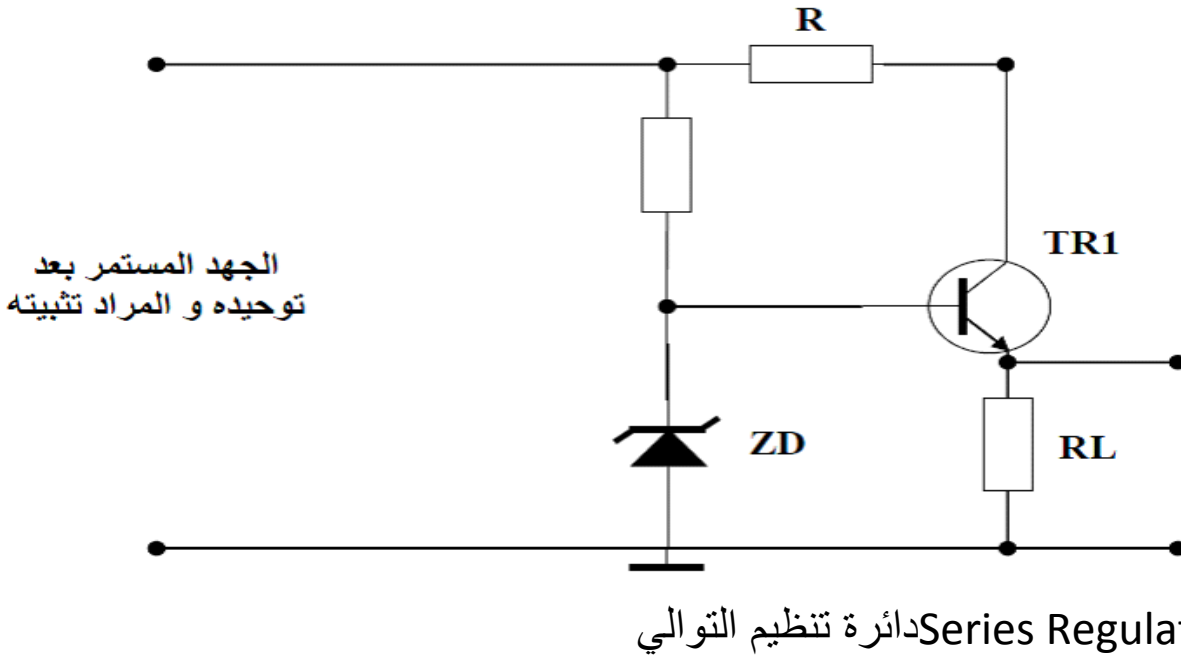 R
TR1
الجهد المستمر بعد
توحيده و المراد تثبيته
ZD
RL
دائرة تنظيم التوالي Series Regulat